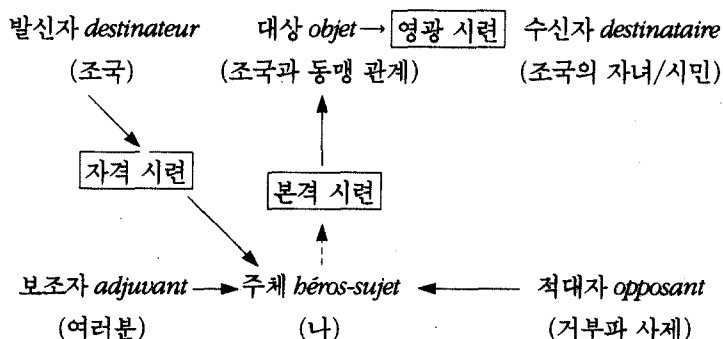 발신자 destinateur 대상 objet → 영광 시련 수신자 destinataire
(조국) (조국과 동맹 관계) (조국의 자녀/시민)
자격 시련 본격 시련
보조자 adjuvant 주체 héros-sujet 적대자 opposant
(여러분) (나) (거부파 사제)